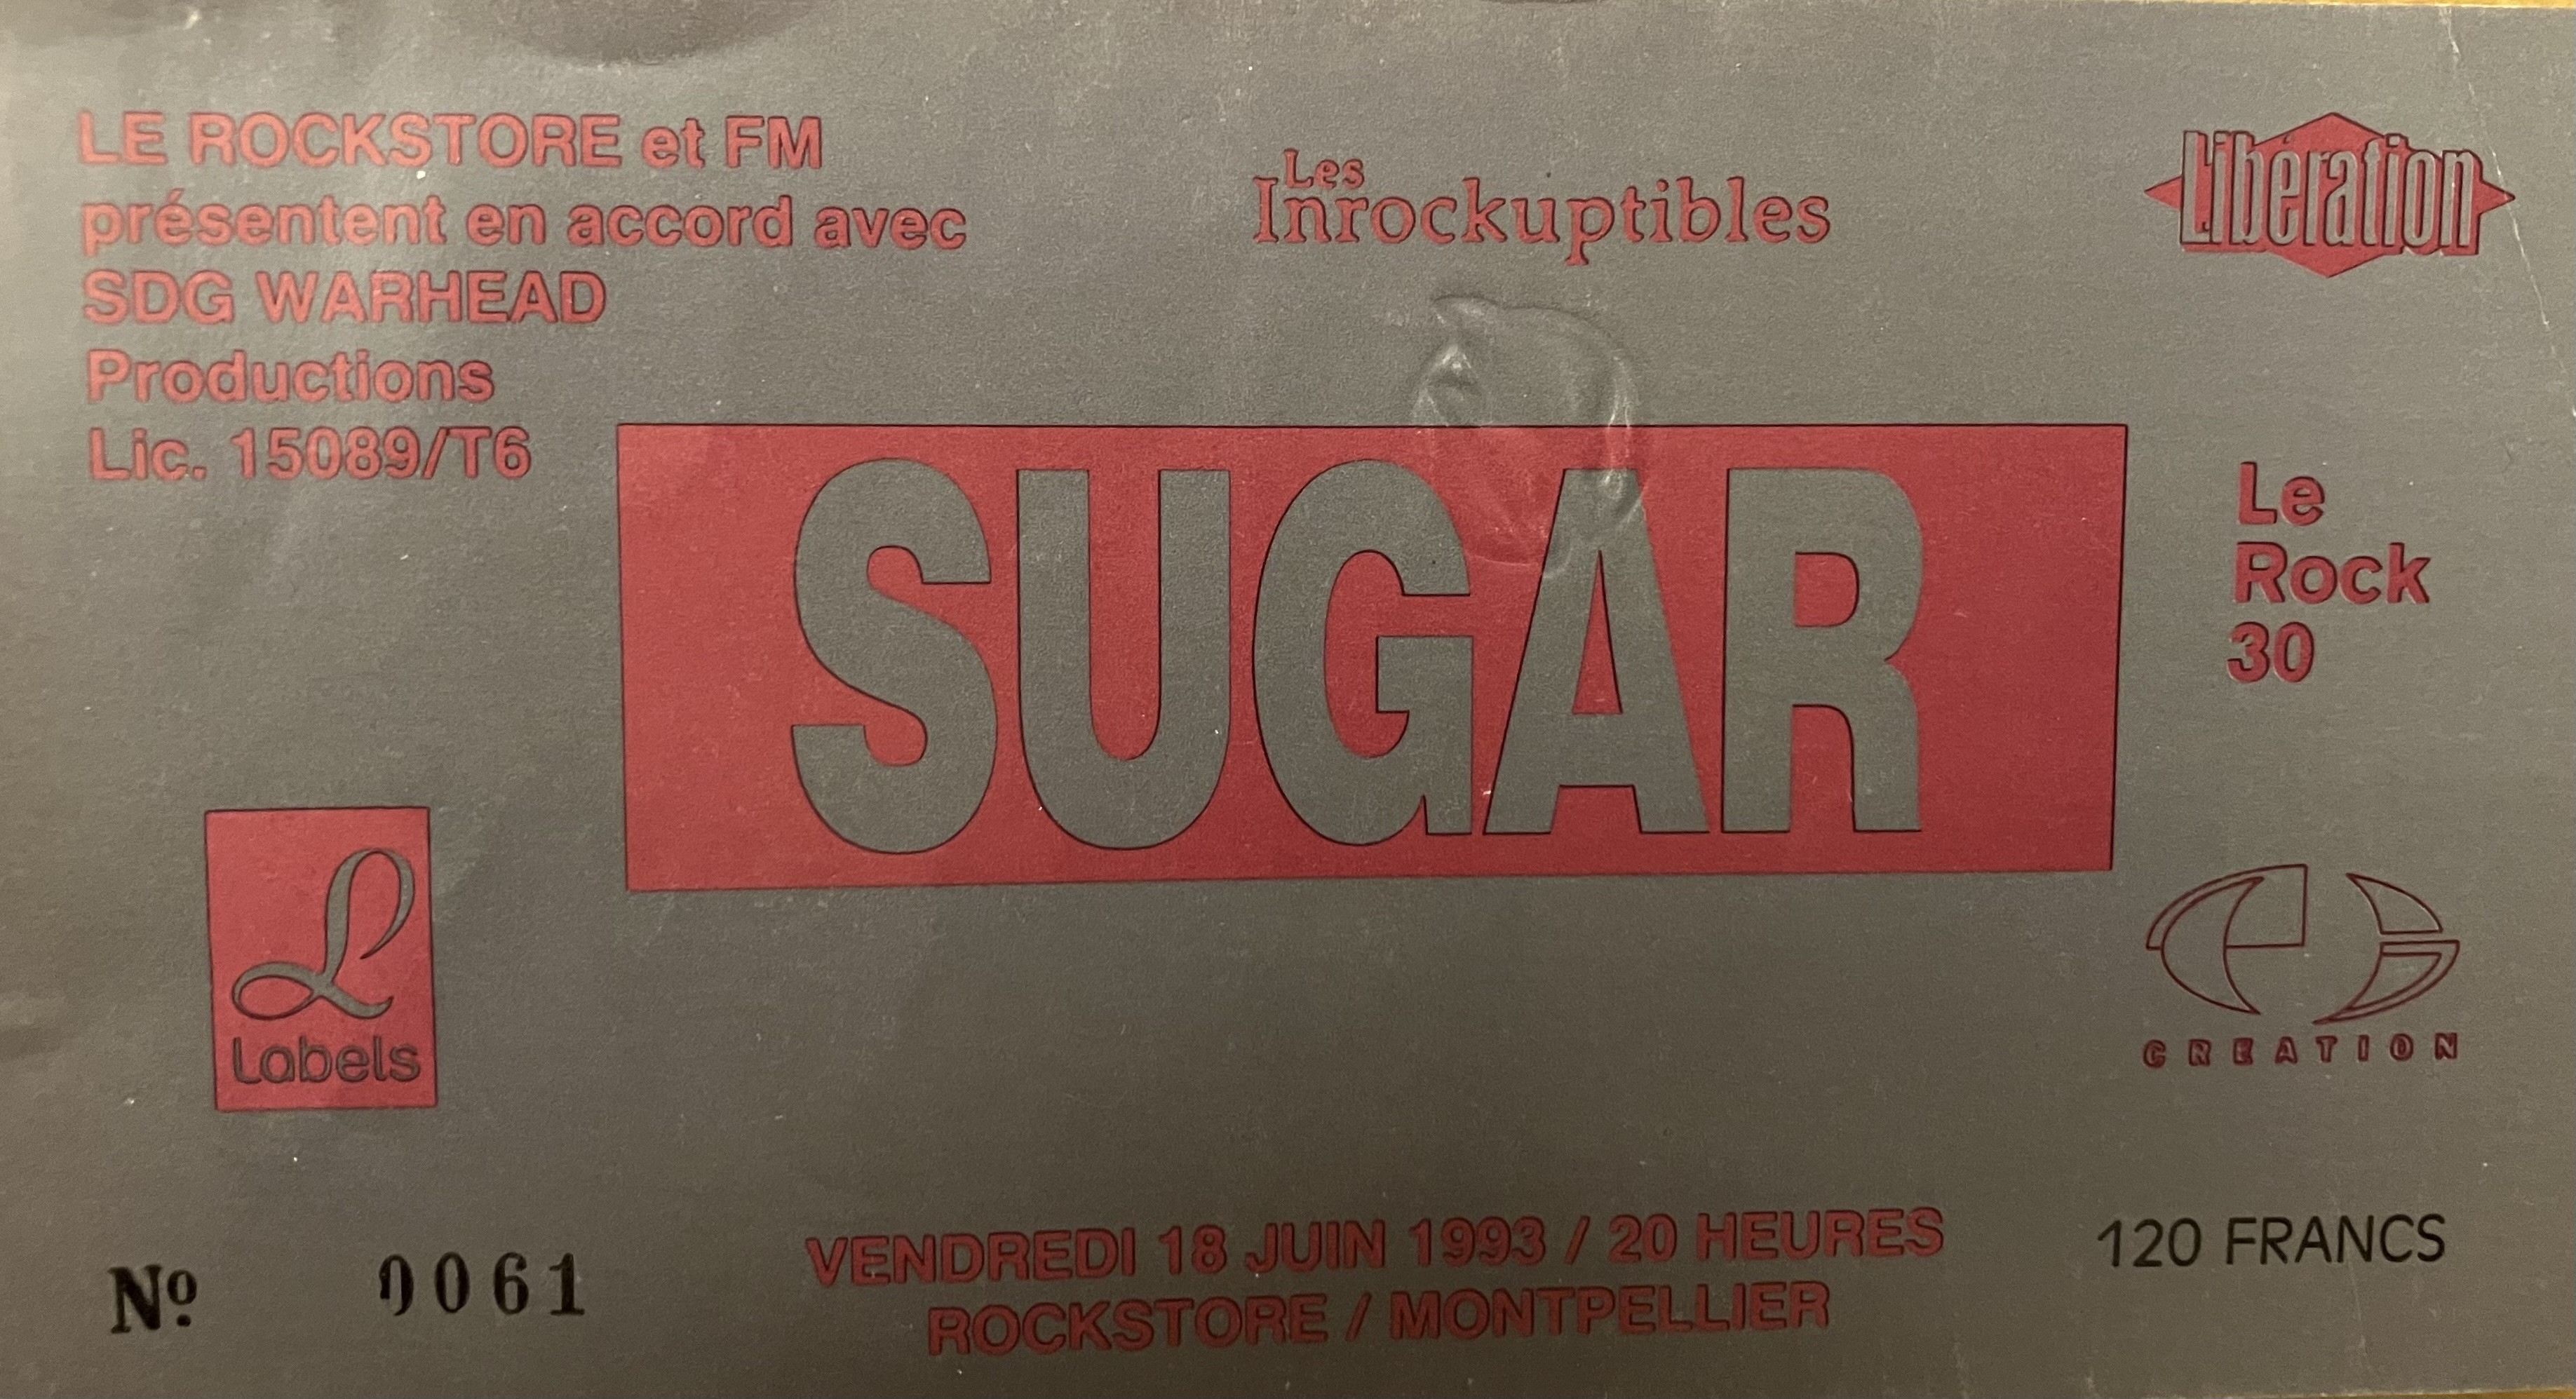 LE ROCKSTORE et FM
présentent en accord avec
SDG WARHEAD
Productions
Lic. 15089/T6
Les
Inrockuptibles
Libération
SUGAR
Le
Rock
30
L
Labels
CREATION
Nº 0061
VENDREDI 18 JUIN 1993 / 20 HEURES
ROCKSTORE / MONTPELLIER
120 FRANCS